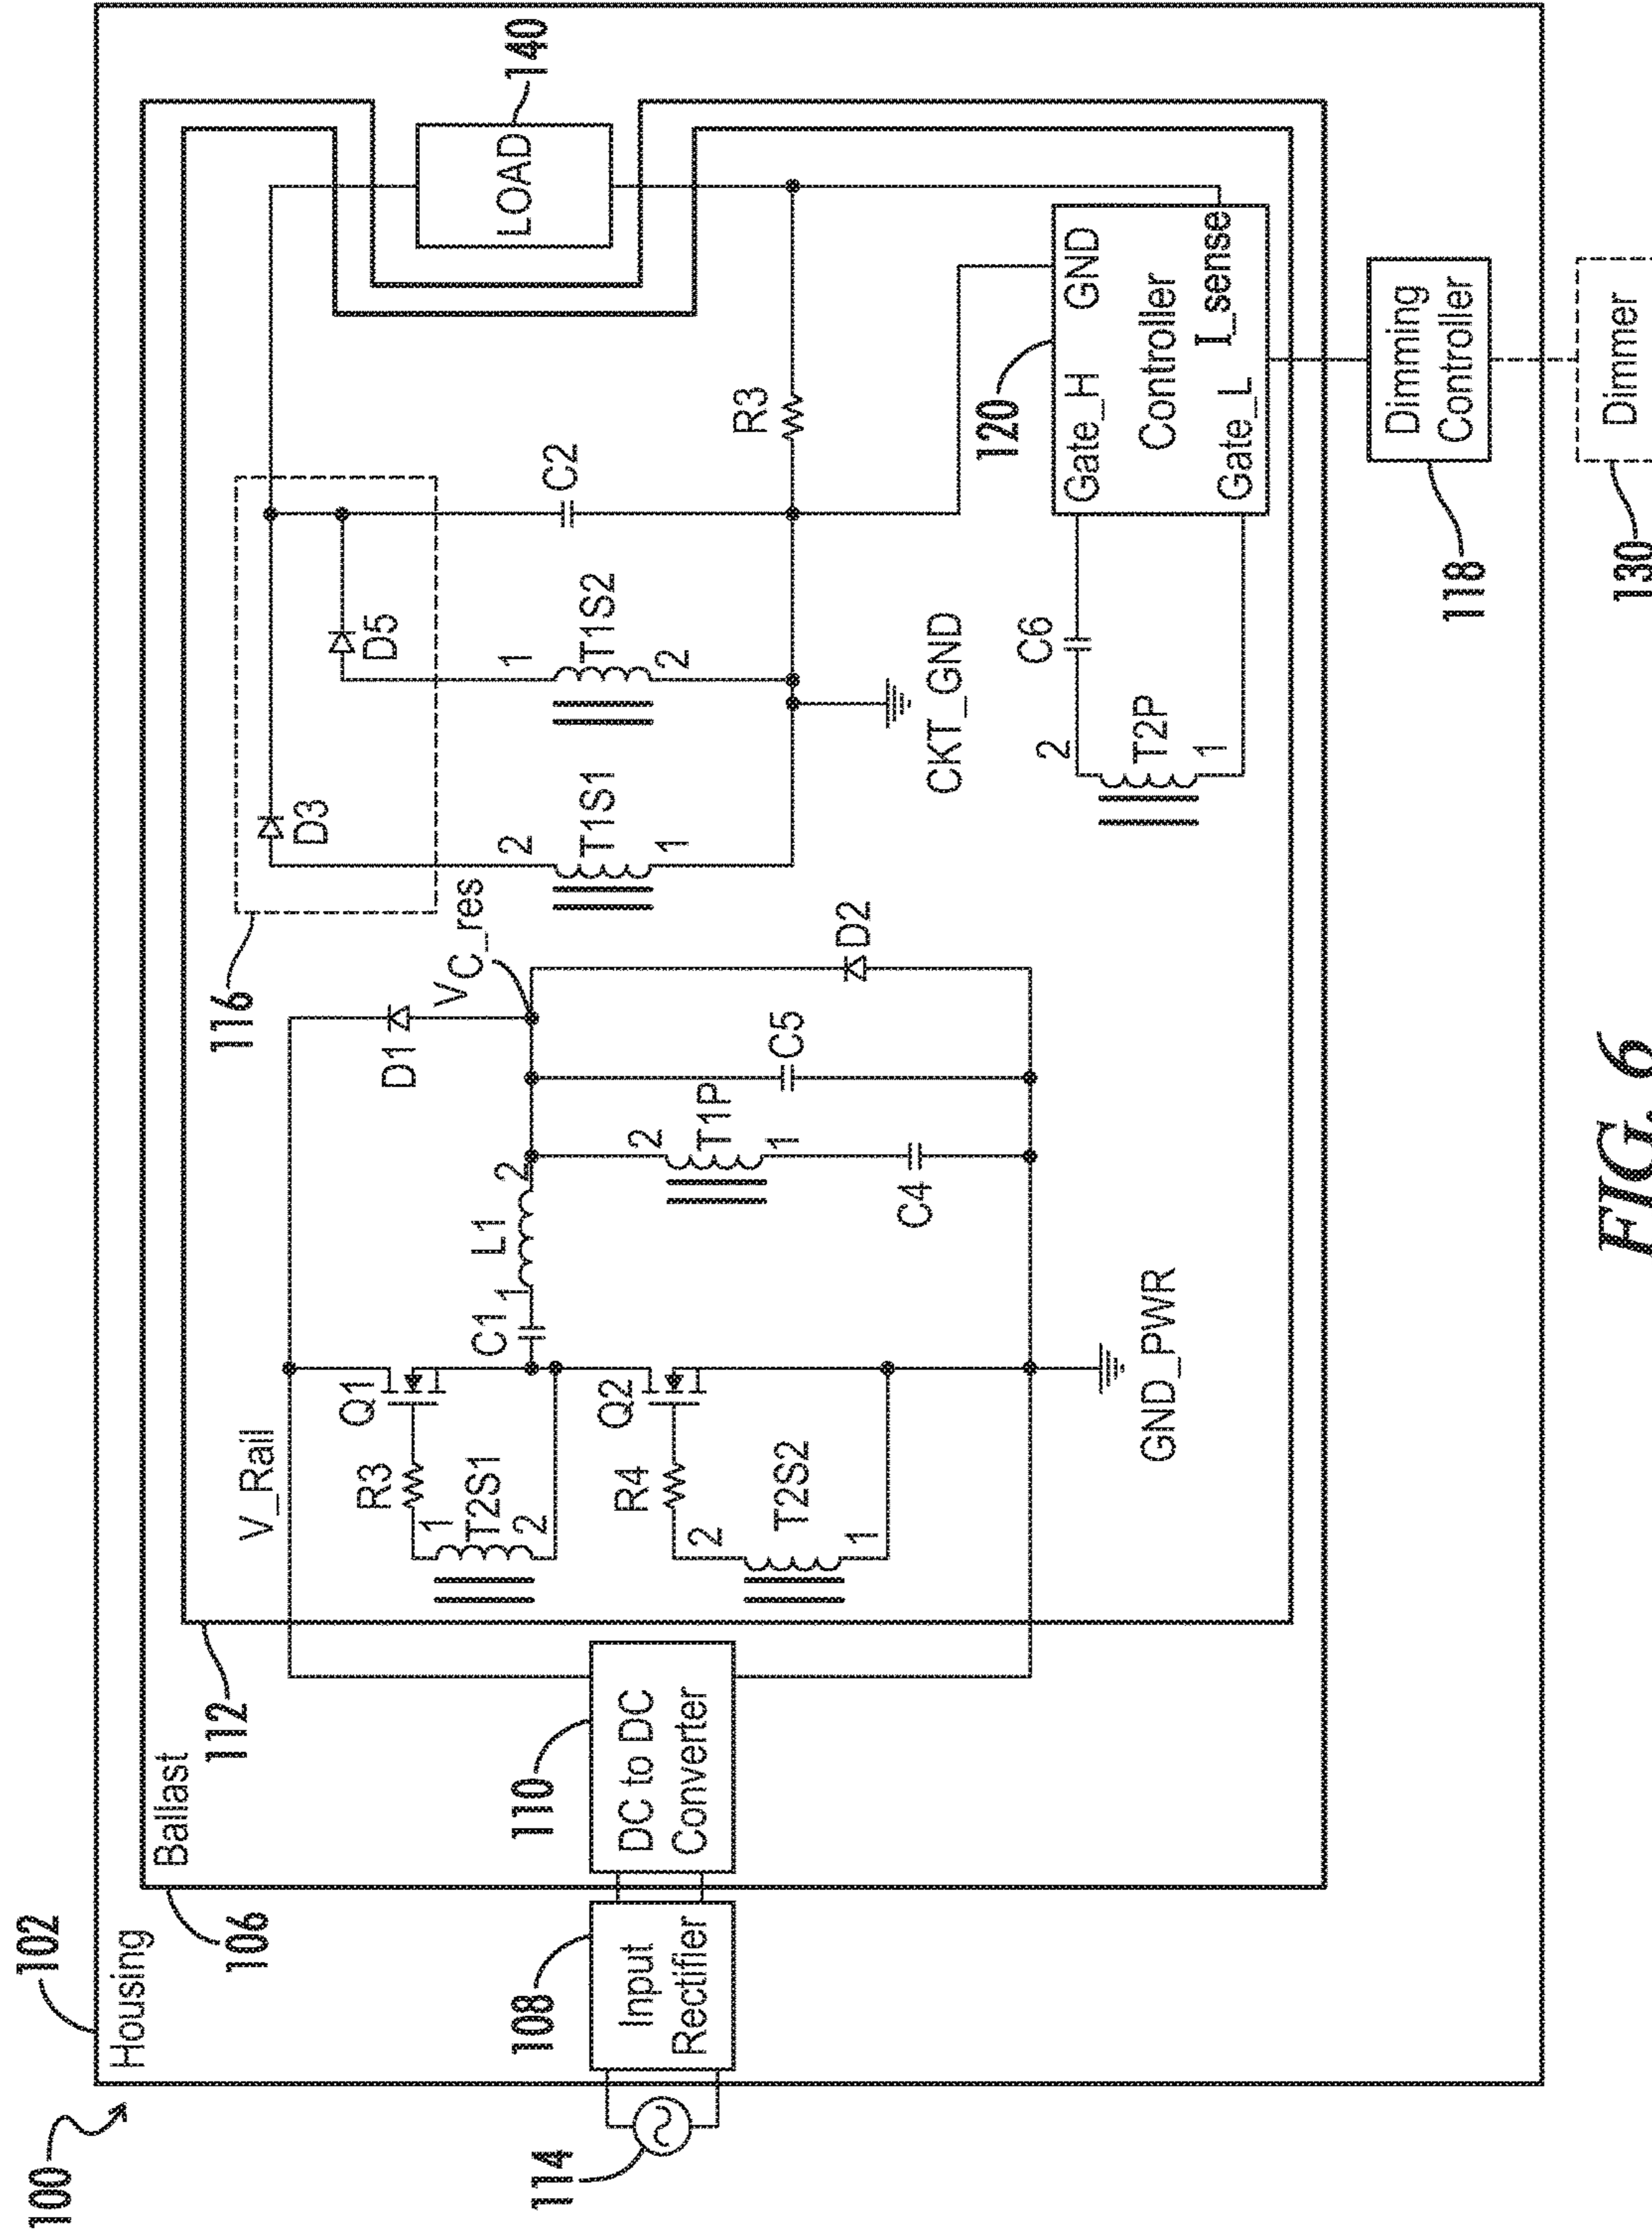 100
102
Housing
106
Ballast
112
114
108
Input
Rectifier
110
DC to DC
Converter
V_Rail
Q1
R3
1
T2S1
2
Q2
R4
2
T2S2
1
GND_PWR
C1
1
L1
2
2
T1P
1
C4
C5
D1
V_C_res
D2
116
D3
D5
2
T1S1
1
1
T1S2
2
C2
R3
CKT_GND
LOAD
140
2
T2P
1
C6
120
Gate_H
GND
Controller
Gate_L
I_sense
Dimming
Controller
118
Dimmer
130
FIG. 6